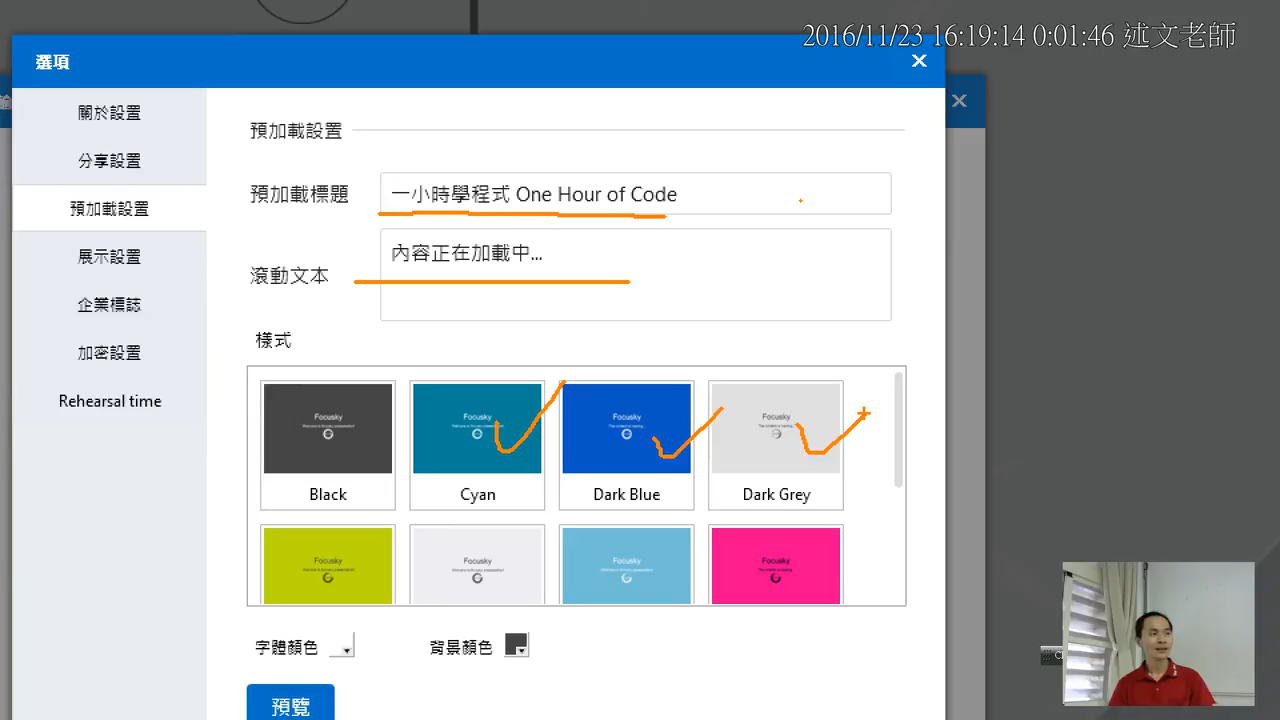 2016/11/23 16:19:14 0:01:46 述文老師
選項
關於設置
分享設置
預加載設置
展示設置
企業標誌
加密設置
Rehearsal time
預加載設置
預加載標題
一小時學程式 One Hour of Code
滾動文本
內容正在加載中...
樣式
Focusky
Focusky
Focusky
Focusky
Black
Cyan
Dark Blue
Dark Grey
Focusky
Focusky
Focusky
Focusky
字體顏色
背景顏色
預覽